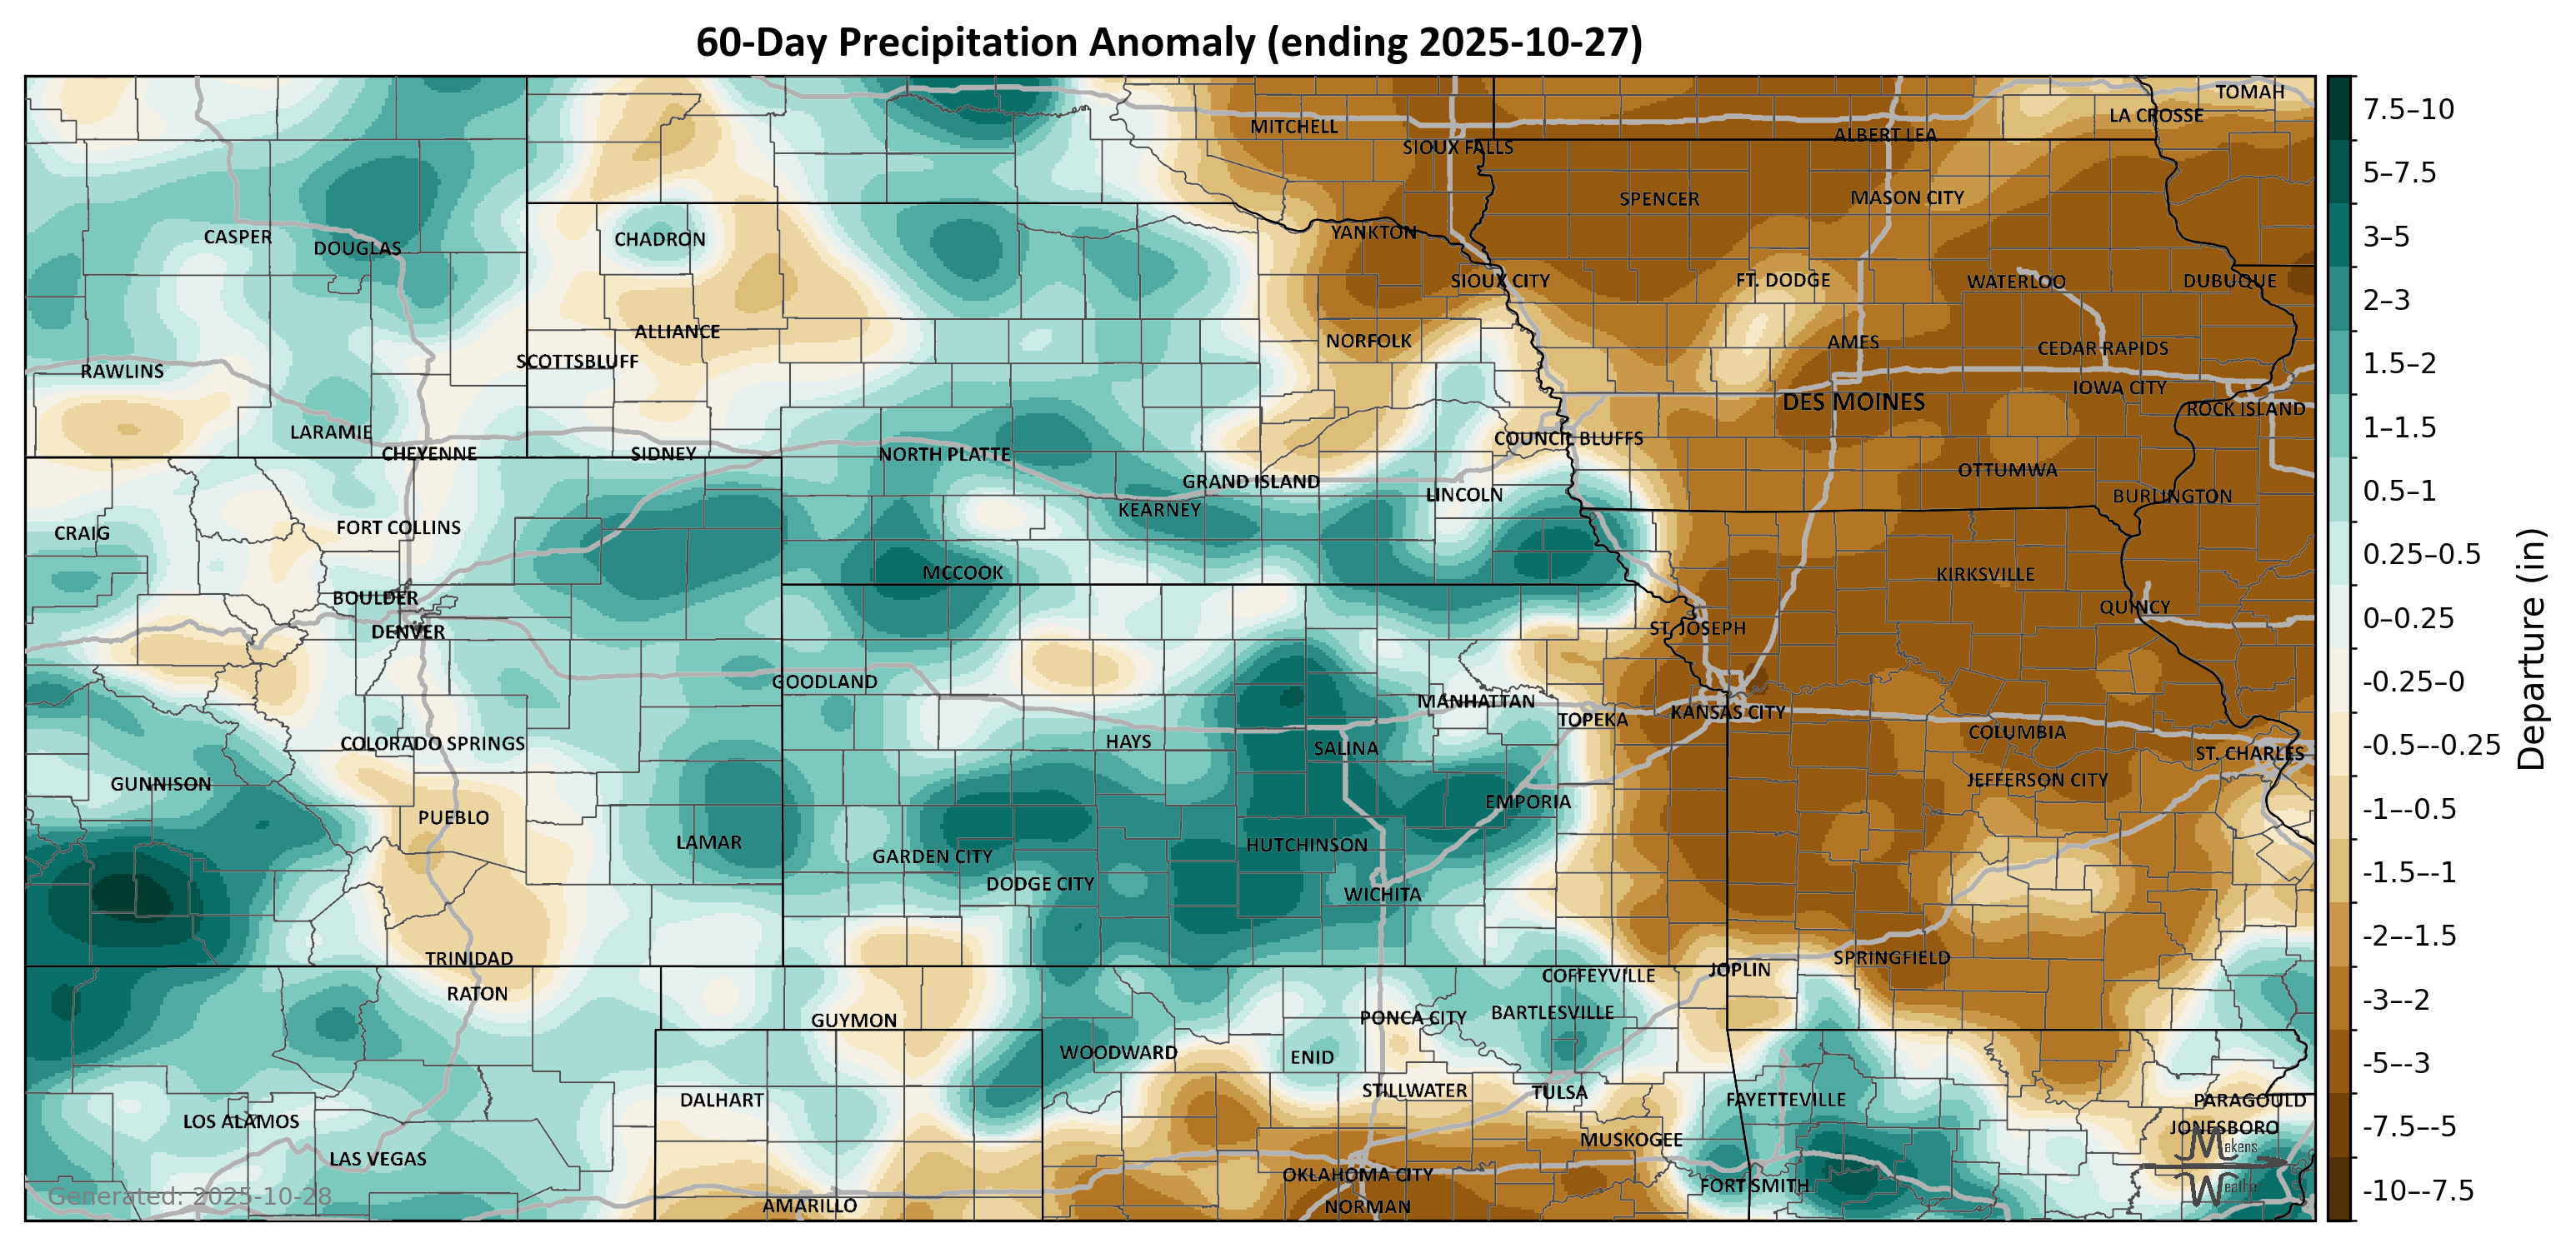 60-Day Precipitation Anomaly (ending 2025-10-27)
TOMAH
LA CROSSE
MITCHELL
ALBERT LEA
SIOUX FALLS
SPENCER
MASON CITY
YANKTON
CASPER
DOUGLAS
CHADRON
SIOUX CITY
FT. DODGE
WATERLOO
DUBUQUE
ALLIANCE
NORFOLK
AMES
CEDAR RAPIDS
SCOTTSBLUFF
RAWLINS
IOWA CITY
DES MOINES
ROCK ISLAND
LARAMIE
COUNCIL BLUFFS
CHEYENNE
SIDNEY
NORTH PLATTE
OTTUMWA
GRAND ISLAND
LINCOLN
BURLINGTON
KEARNEY
CRAIG
FORT COLLINS
MCCOOK
KIRKSVILLE
BOULDER
QUINCY
DENVER
ST. JOSEPH
GOODLAND
MANHATTAN
TOPEKA
KANSAS CITY
COLUMBIA
COLORADO SPRINGS
HAYS
SALINA
ST. CHARLES
GUNNISON
JEFFERSON CITY
PUEBLO
EMPORIA
LAMAR
GARDEN CITY
HUTCHINSON
DODGE CITY
WICHITA
TRINIDAD
SPRINGFIELD
COFFEYVILLE
JOPLIN
RATON
BARTLESVILLE
GUYMON
PONCA CITY
WOODWARD
ENID
STILLWATER
TULSA
DALHART
FAYETTEVILLE
PARAGOULD
LOS ALAMOS
JONESBORO
MUSKOGEE
LAS VEGAS
OKLAHOMA CITY
FORT SMITH
AMARILLO
NORMAN
Generated: 2025-10-28
Makens
Weather
7.5–10
5–7.5
3–5
2–3
1.5–2
1–1.5
0.5–1
0.25–0.5
0–0.25
-0.25–0
-0.5–-0.25
-1–-0.5
-1.5–-1
-2–-1.5
-3–-2
-5–-3
-7.5–-5
-10–-7.5
Departure (in)